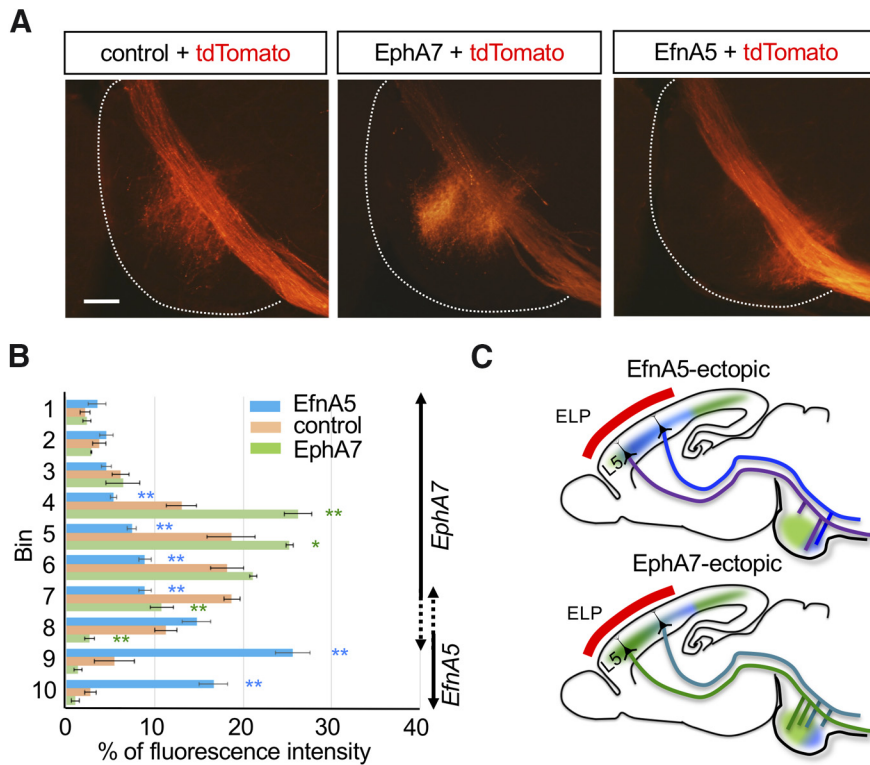 A
control + tdTomato
EphA7 + tdTomato
EfnA5 + tdTomato
B
EfnA5
control
EphA7
Bin
1
2
3
4
5
6
7
8
9
10
**
**
**
*
**
**
**
**
**
**
EphA7
EfnA5
0
10
20
30
40
% of fluorescence intensity
C
EfnA5-ectopic
ELP
L5
EphA7-ectopic
ELP
L5